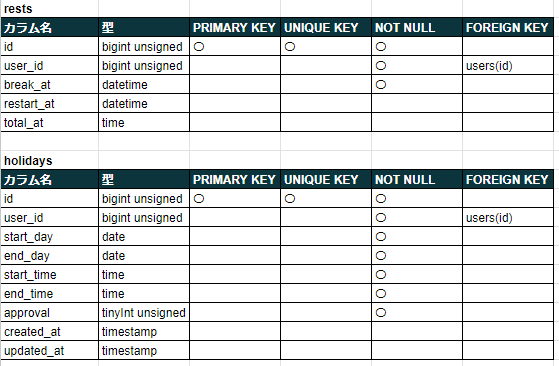 rests
カラム名 型 PRIMARY KEY UNIQUE KEY NOT NULL FOREIGN KEY
id bigint unsigned ○ ○ ○
user_id bigint unsigned ○ users(id)
break_at datetime ○
restart_at datetime
total_at time
holidays
カラム名 型 PRIMARY KEY UNIQUE KEY NOT NULL FOREIGN KEY
id bigint unsigned ○ ○ ○
user_id bigint unsigned ○ users(id)
start_day date ○
end_day date ○
start_time time ○
end_time time ○
approval tinyInt unsigned ○
created_at timestamp
updated_at timestamp